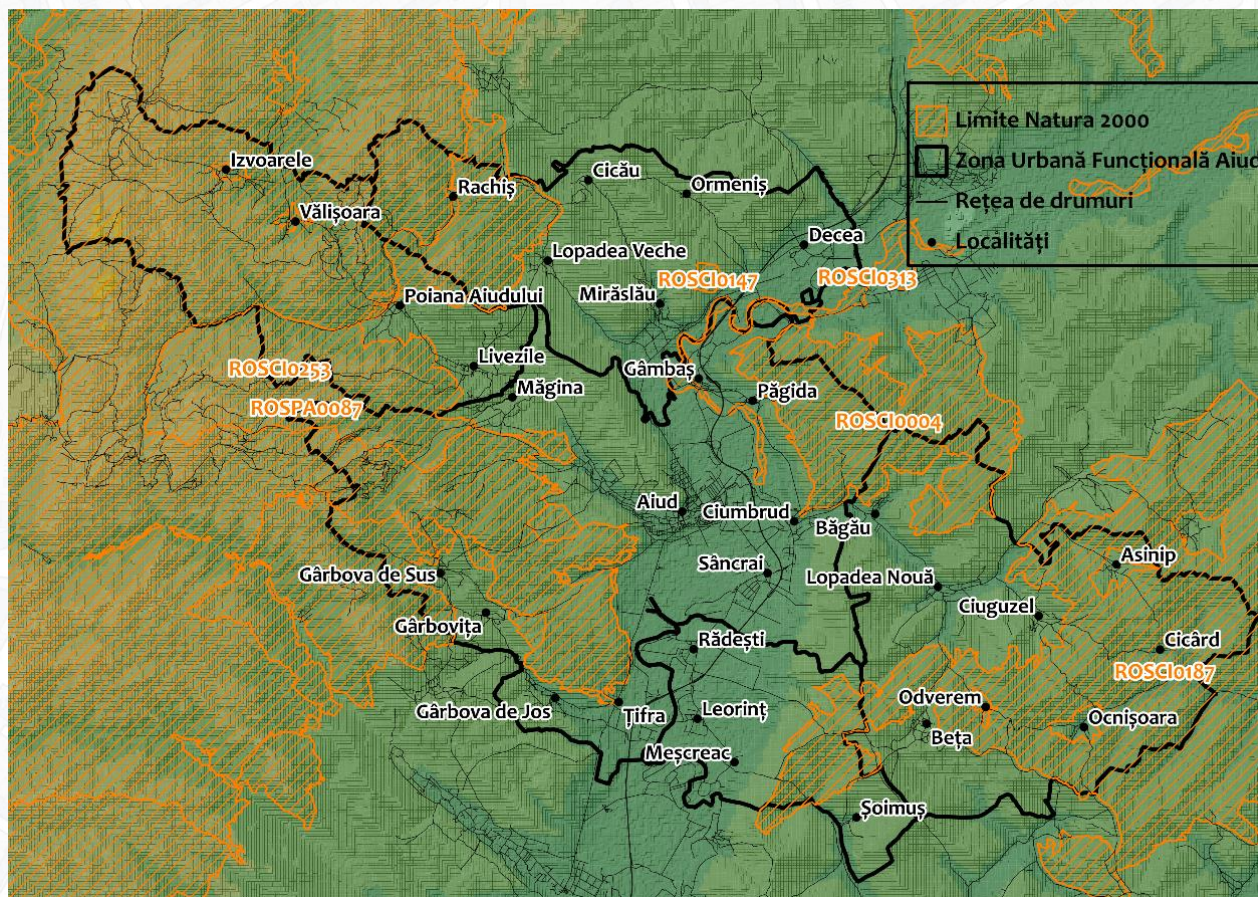 Limite Natura 2000
Zona Urbană Funcțională Aiud
Rețea de drumuri
Localități
Izvoarele
Rachiș
Cicău
Ormeniș
Vălișoara
Decea
Lopadea Veche
ROSCI0147
ROSCI0313
Mirăslău
Poiana Aiudului
Livezile
ROSCI0253
Gâmbaș
Măgina
Păgida
ROSPA0087
ROSCI0004
Aiud
Ciumbrud
Băgău
Asinip
Sâncrai
Gârbova de Sus
Lopadea Nouă
Ciuguzel
Gârbovița
Rădești
Cicârd
ROSCI0187
Odverem
Gârbova de Jos
Țifra
Leorinț
Ocnișoara
Beța
Meșcreac
Șoimuș